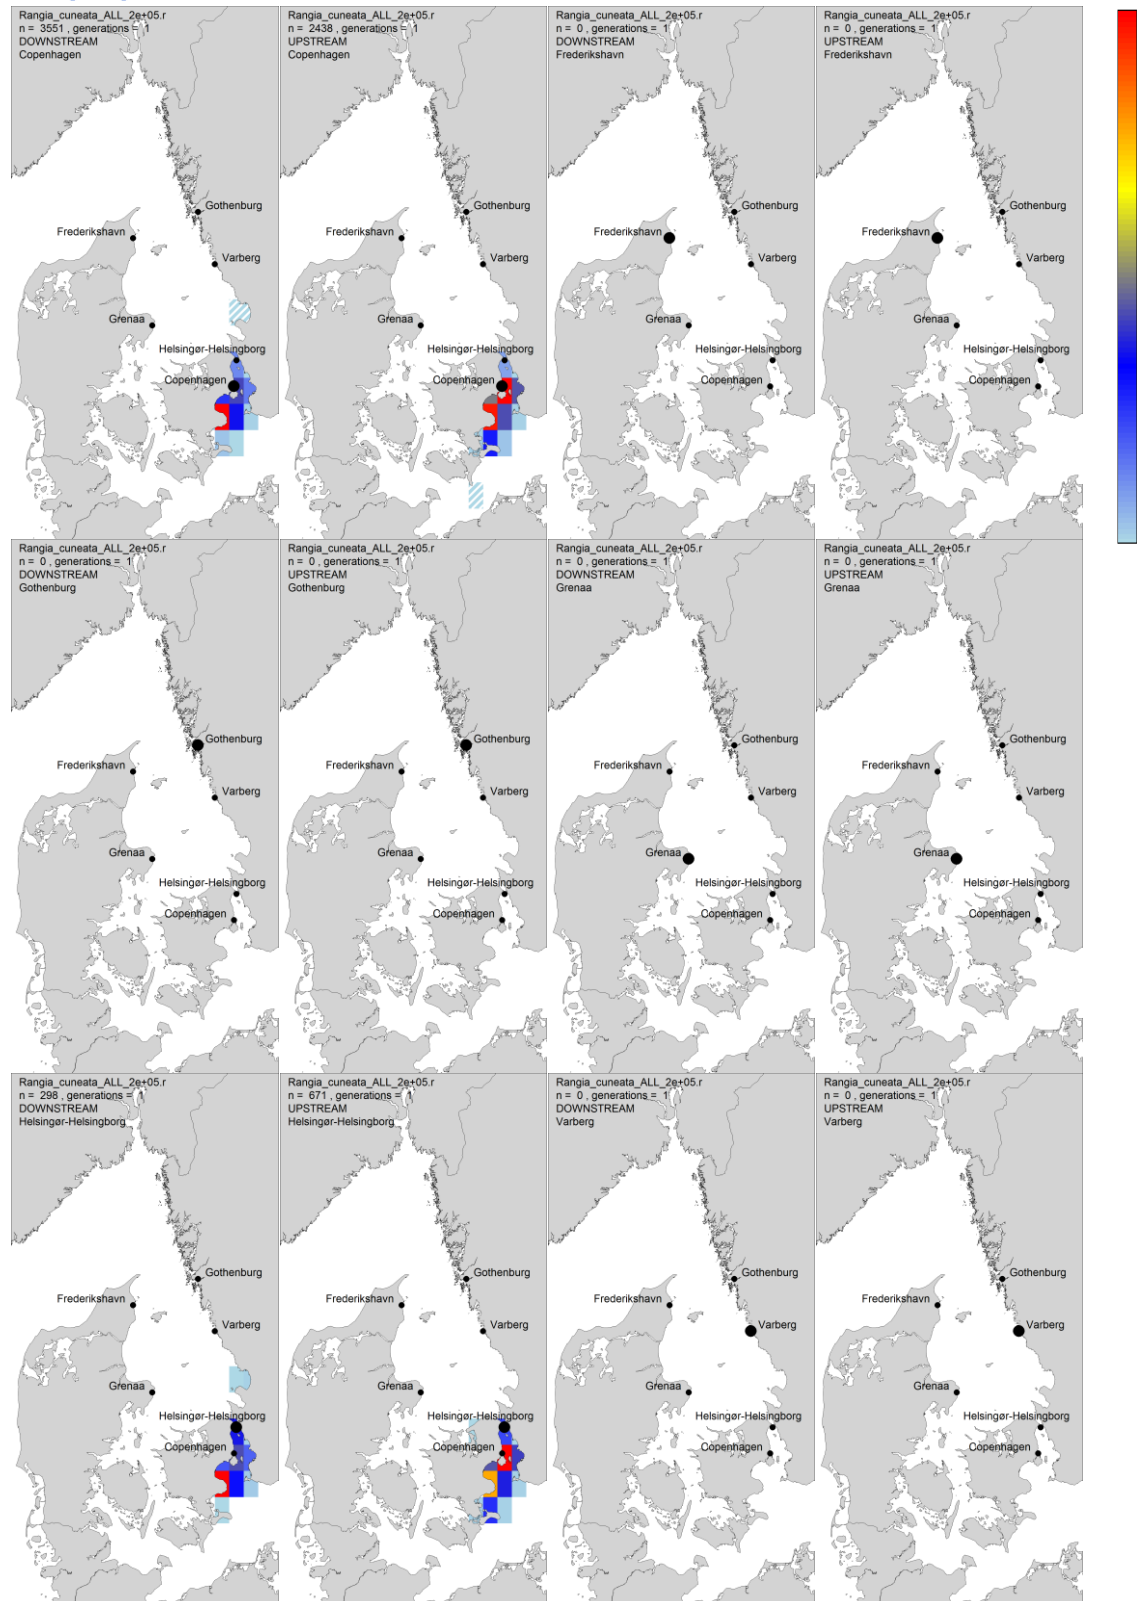 Rangia_cuneata_ALL_2e+05.r
n = 3551 , generations = 1
DOWNSTREAM
Copenhagen
Gothenburg
Frederikshavn
Varberg
Grenaa
Helsingør-Helsingborg
Copenhagen
Rangia_cuneata_ALL_2e+05.r
n = 2438 , generations = 1
UPSTREAM
Copenhagen
Gothenburg
Frederikshavn
Varberg
Grenaa
Helsingør-Helsingborg
Copenhagen
Rangia_cuneata_ALL_2e+05.r
n = 0 , generations = 1
DOWNSTREAM
Frederikshavn
Gothenburg
Frederikshavn
Varberg
Grenaa
Helsingør-Helsingborg
Copenhagen
Rangia_cuneata_ALL_2e+05.r
n = 0 , generations = 1
UPSTREAM
Frederikshavn
Gothenburg
Frederikshavn
Varberg
Grenaa
Helsingør-Helsingborg
Copenhagen
Rangia_cuneata_ALL_2e+05.r
n = 0 , generations = 1
DOWNSTREAM
Gothenburg
Gothenburg
Frederikshavn
Varberg
Grenaa
Helsingør-Helsingborg
Copenhagen
Rangia_cuneata_ALL_2e+05.r
n = 0 , generations = 1
UPSTREAM
Gothenburg
Gothenburg
Frederikshavn
Varberg
Grenaa
Helsingør-Helsingborg
Copenhagen
Rangia_cuneata_ALL_2e+05.r
n = 0 , generations = 1
DOWNSTREAM
Grenaa
Gothenburg
Frederikshavn
Varberg
Grenaa
Helsingør-Helsingborg
Copenhagen
Rangia_cuneata_ALL_2e+05.r
n = 0 , generations = 1
UPSTREAM
Grenaa
Gothenburg
Frederikshavn
Varberg
Grenaa
Helsingør-Helsingborg
Copenhagen
Rangia_cuneata_ALL_2e+05.r
n = 298 , generations = 1
DOWNSTREAM
Helsingør-Helsingborg
Gothenburg
Frederikshavn
Varberg
Grenaa
Helsingør-Helsingborg
Copenhagen
Rangia_cuneata_ALL_2e+05.r
n = 671 , generations = 1
UPSTREAM
Helsingør-Helsingborg
Gothenburg
Frederikshavn
Varberg
Grenaa
Helsingør-Helsingborg
Copenhagen
Rangia_cuneata_ALL_2e+05.r
n = 0 , generations = 1
DOWNSTREAM
Varberg
Gothenburg
Frederikshavn
Varberg
Grenaa
Helsingør-Helsingborg
Copenhagen
Rangia_cuneata_ALL_2e+05.r
n = 0 , generations = 1
UPSTREAM
Varberg
Gothenburg
Frederikshavn
Varberg
Grenaa
Helsingør-Helsingborg
Copenhagen